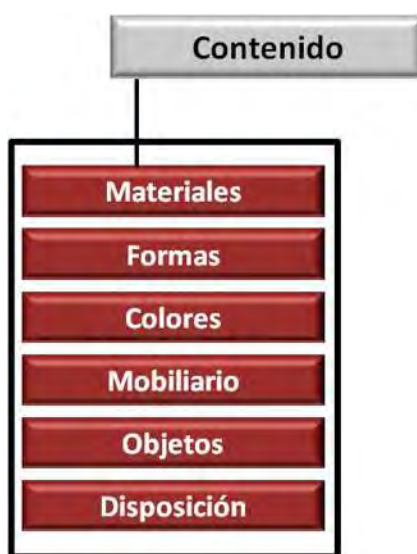 Contenido
Materiales
Formas
Colores
Mobiliario
Objetos
Disposición